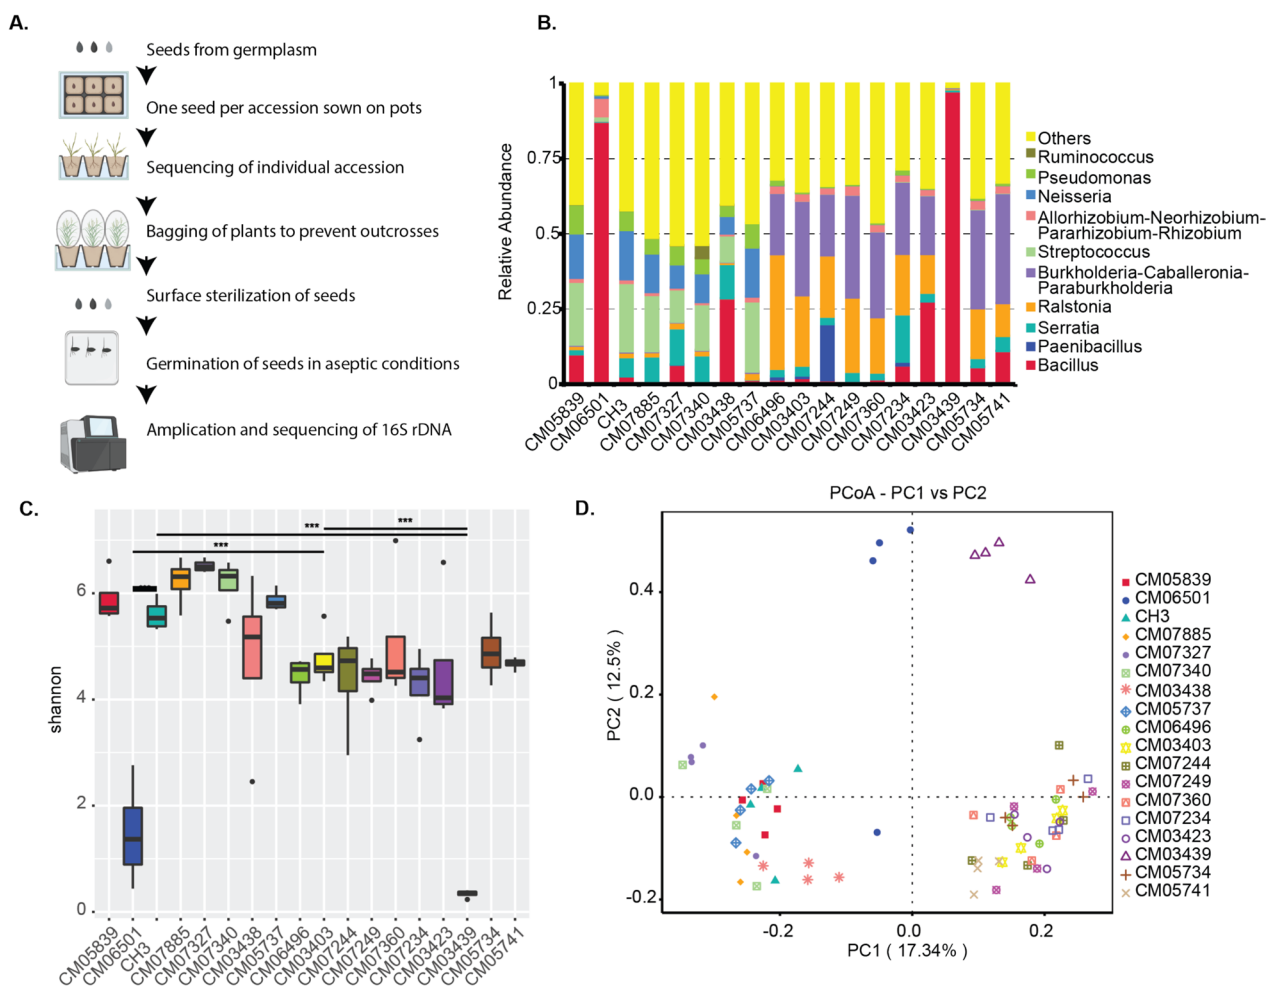 A.
Seeds from germplasm
One seed per accession sown on pots
Sequencing of individual accession
Bagging of plants to prevent outcrosses
Surface sterilization of seeds
Germination of seeds in aseptic conditions
Amplication and sequencing of 16S rDNA
B.
Relative Abundance
1
0.75
0.5
0.25
0
CM05839
CM06501
CH3
CM07885
CM07327
CM07340
CM03438
CM05737
CM06496
CM03403
CM07244
CM07249
CM07360
CM07234
CM03423
CM03439
CM05734
CM05741
Others
Ruminococcus
Pseudomonas
Neisseria
Allorhizobium-Neorhizobium-
Pararhizobium-Rhizobium
Streptococcus
Burkholderia-Caballeronia-
Paraburkholderia
Ralstonia
Serratia
Paenibacillus
Bacillus
C.
shannon
6
4
2
0
***
***
***
CM05839
CM06501
CH3
CM07885
CM07327
CM07340
CM03438
CM05737
CM06496
CM03403
CM07244
CM07249
CM07360
CM07234
CM03423
CM03439
CM05734
CM05741
D.
PCoA - PC1 vs PC2
PC2 ( 12.5% )
0.4
0.2
0.0
-0.2
-0.2
0.0
0.2
PC1 ( 17.34% )
CM05839
CM06501
CH3
CM07885
CM07327
CM07340
CM03438
CM05737
CM06496
CM03403
CM07244
CM07249
CM07360
CM07234
CM03423
CM03439
CM05734
CM05741